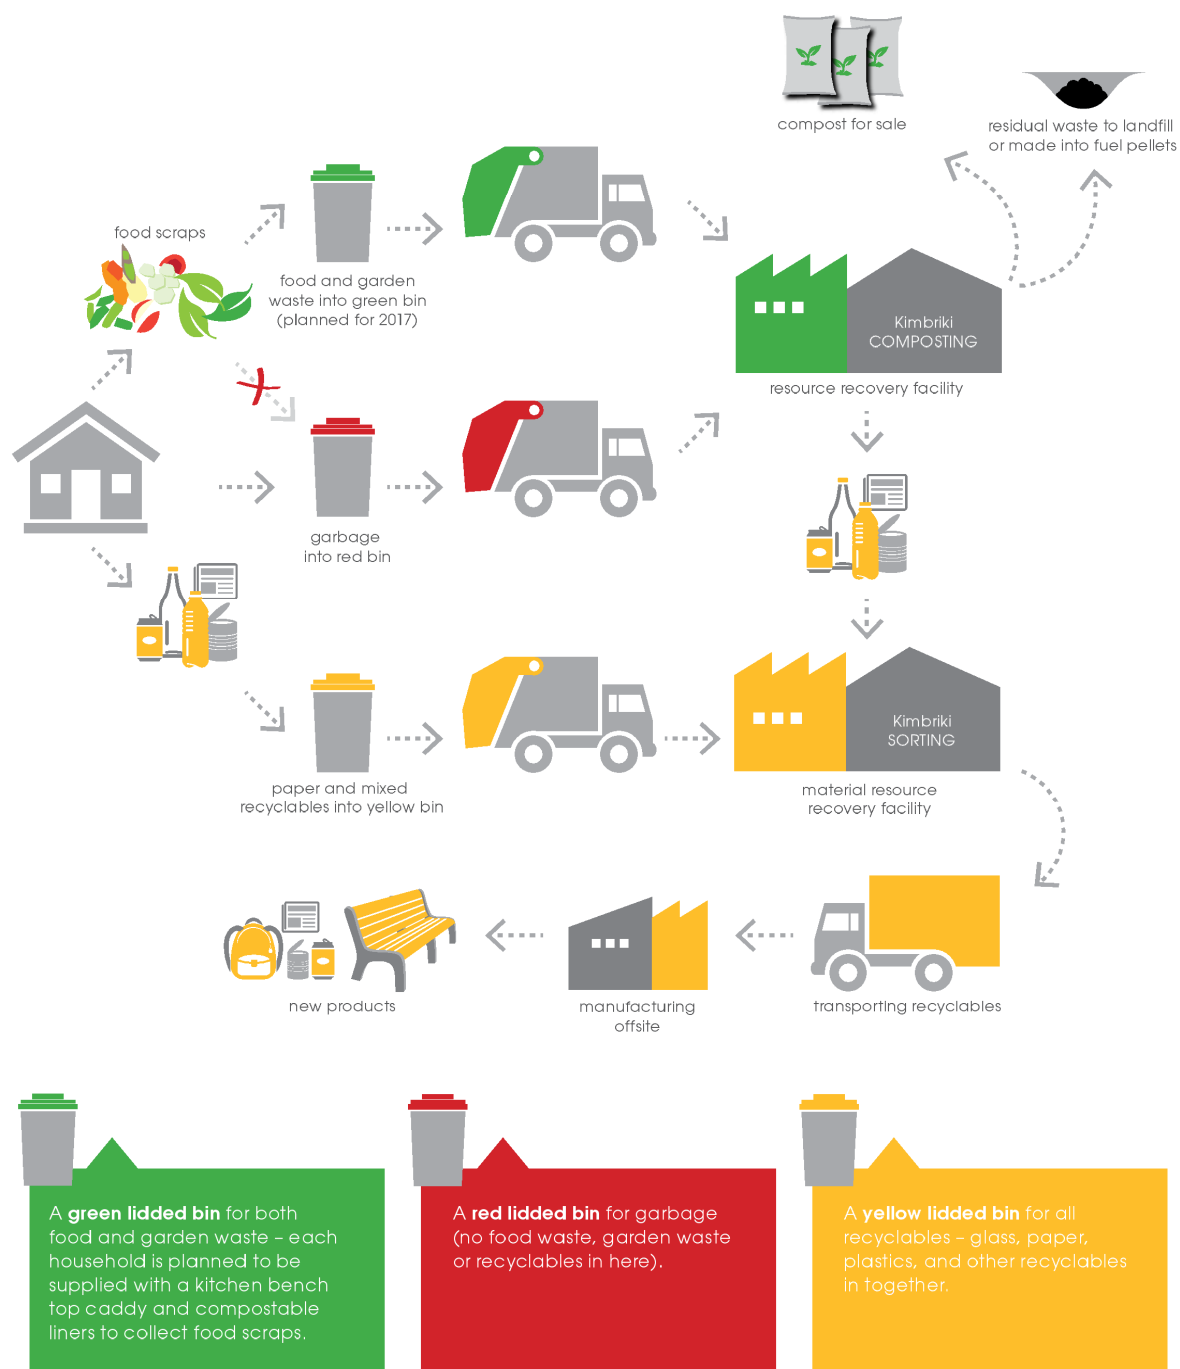 compost for sale
residual waste to landfill
or made into fuel pellets
food scraps
food and garden
waste into green bin
(planned for 2017)
Kimbriki
COMPOSTING
resource recovery facility
garbage
into red bin
paper and mixed
recyclables into yellow bin
Kimbriki
SORTING
material resource
recovery facility
new products
manufacturing
offsite
transporting recyclables
A green lidded bin for both
food and garden waste – each
household is planned to be
supplied with a kitchen bench
top caddy and compostable
liners to collect food scraps.
A red lidded bin for garbage
(no food waste, garden waste
or recyclables in here).
A yellow lidded bin for all
recyclables – glass, paper,
plastics, and other recyclables
in together.